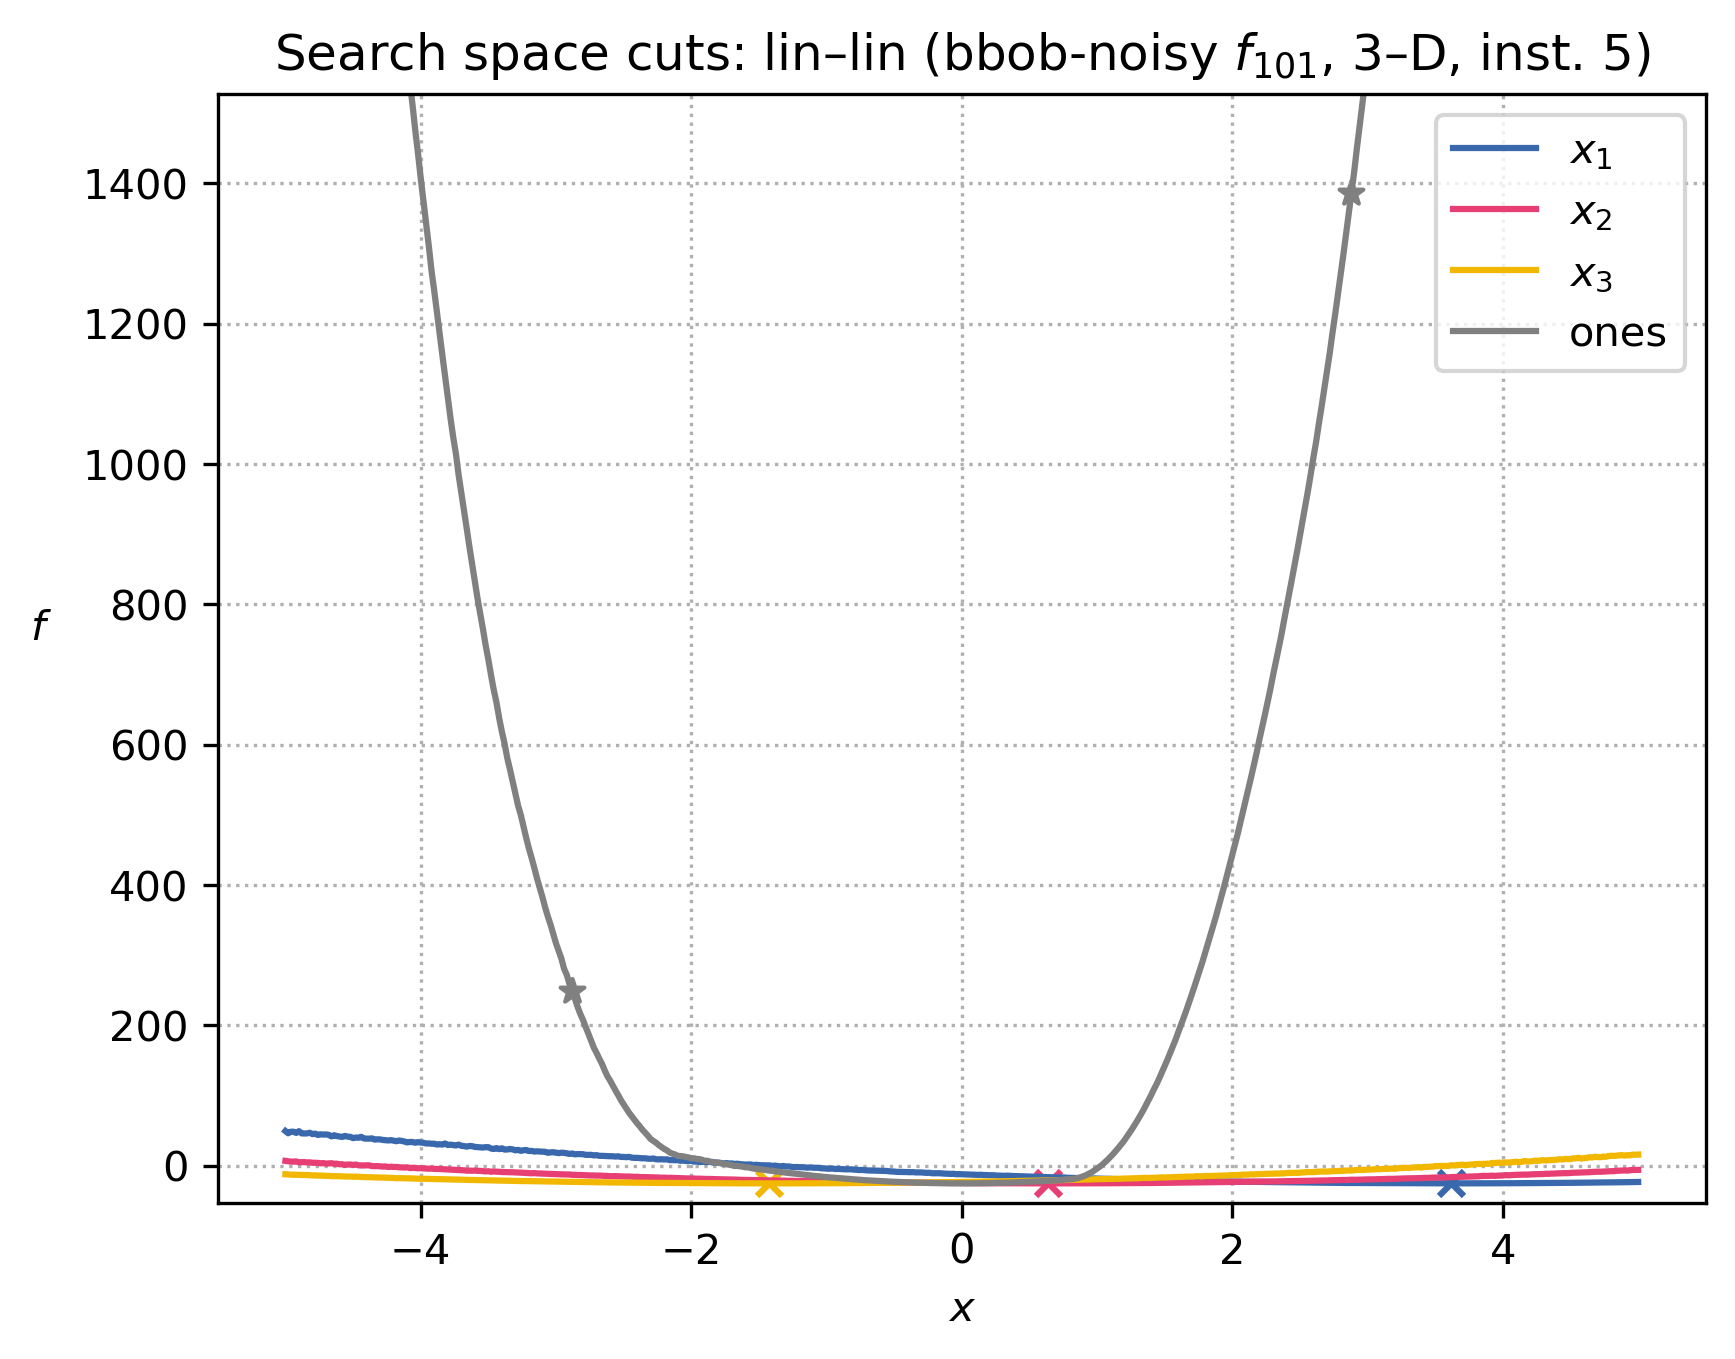 Search space cuts: lin–lin (bbob-noisy f₁₀₁, 3–D, inst. 5)
x₁
x₂
x₃
ones
1400
1200
1000
800
600
400
200
0
f
−4 −2 0 2 4
x